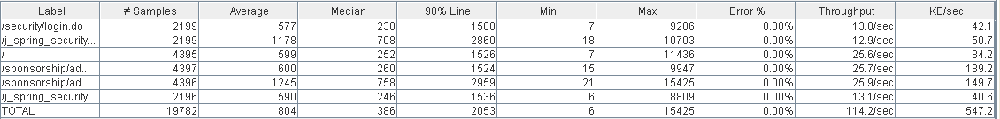 Label # Samples Average Median 90% Line Min Max Error % Throughput KB/sec
/security/login.do 2199 577 230 1588 7 9206 0.00% 13.0/sec 42.1
/j_spring_security... 2199 1178 708 2860 18 10703 0.00% 12.9/sec 50.7
/ 4395 599 252 1526 7 11436 0.00% 25.6/sec 84.2
/sponsorship/ad... 4397 600 260 1524 15 9947 0.00% 25.7/sec 189.2
/sponsorship/ad... 4396 1245 758 2959 21 15425 0.00% 25.9/sec 149.7
/j_spring_security... 2196 590 246 1536 6 8809 0.00% 13.1/sec 40.6
TOTAL 19782 804 386 2053 6 15425 0.00% 114.2/sec 547.2